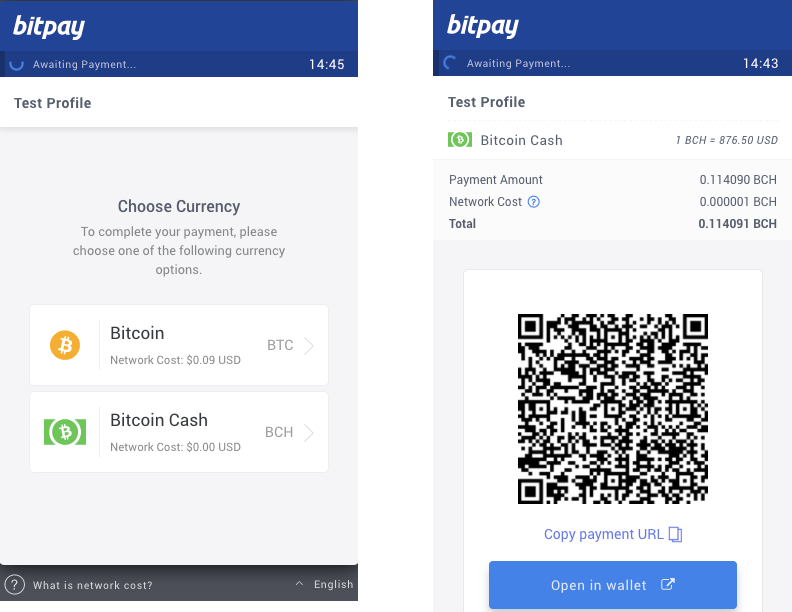 bitpay
Awaiting Payment... 14:45
Test Profile
Choose Currency
To complete your payment, please
choose one of the following currency
options.
Bitcoin
Network Cost: $0.09 USD
BTC
Bitcoin Cash
Network Cost: $0.00 USD
BCH
? What is network cost? English
bitpay
Awaiting Payment... 14:43
Test Profile
Bitcoin Cash 1 BCH = 876.50 USD
Payment Amount 0.114090 BCH
Network Cost ? 0.000001 BCH
Total 0.114091 BCH
Copy payment URL
Open in wallet